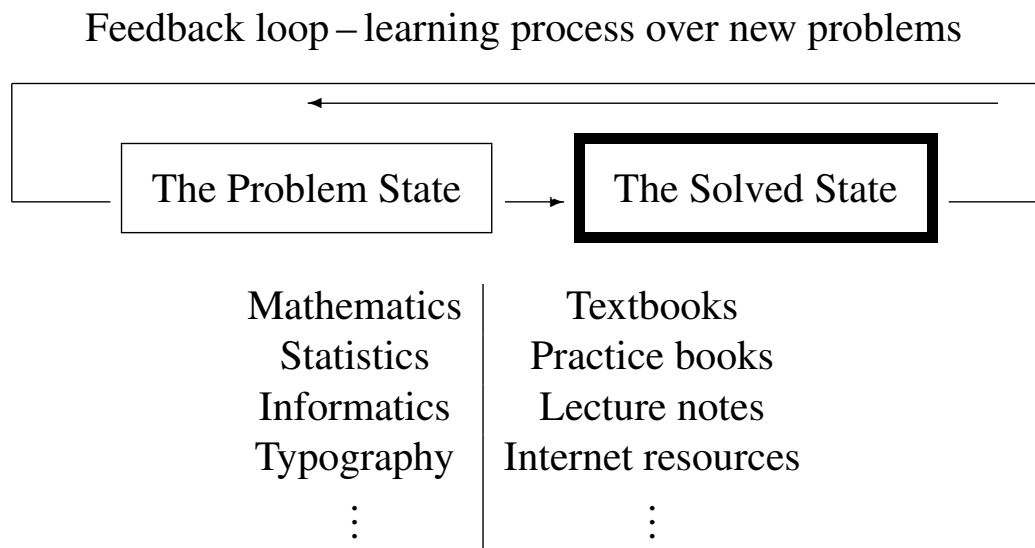 Feedback loop – learning process over new problems
The Problem State
The Solved State
Mathematics Textbooks
Statistics Practice books
Informatics Lecture notes
Typography Internet resources
⋮ ⋮